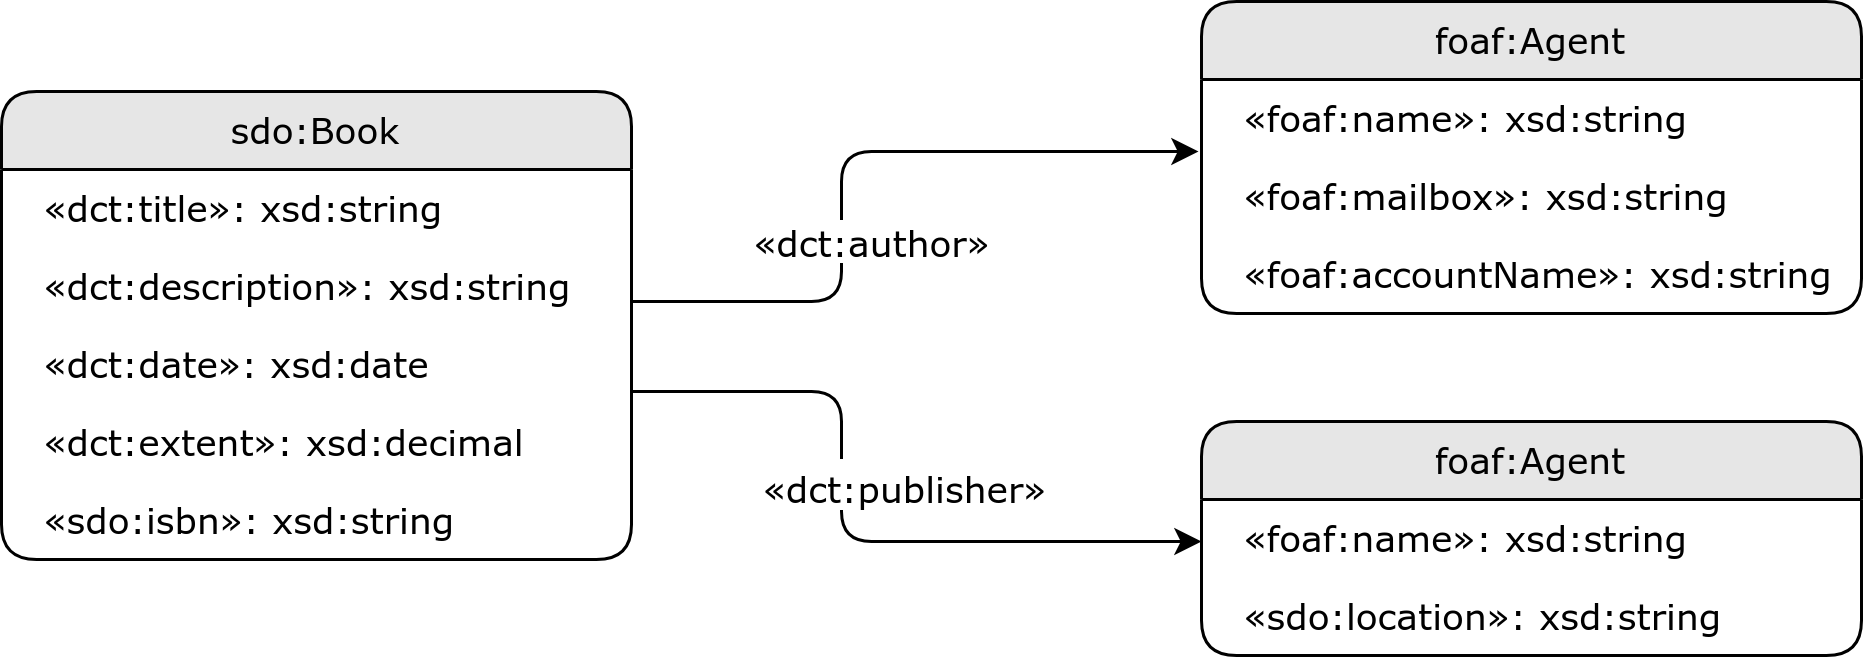 sdo:Book
«dct:title»: xsd:string
«dct:description»: xsd:string
«dct:date»: xsd:date
«dct:extent»: xsd:decimal
«sdo:isbn»: xsd:string
«dct:author»
«dct:publisher»
foaf:Agent
«foaf:name»: xsd:string
«foaf:mailbox»: xsd:string
«foaf:accountName»: xsd:string
foaf:Agent
«foaf:name»: xsd:string
«sdo:location»: xsd:string